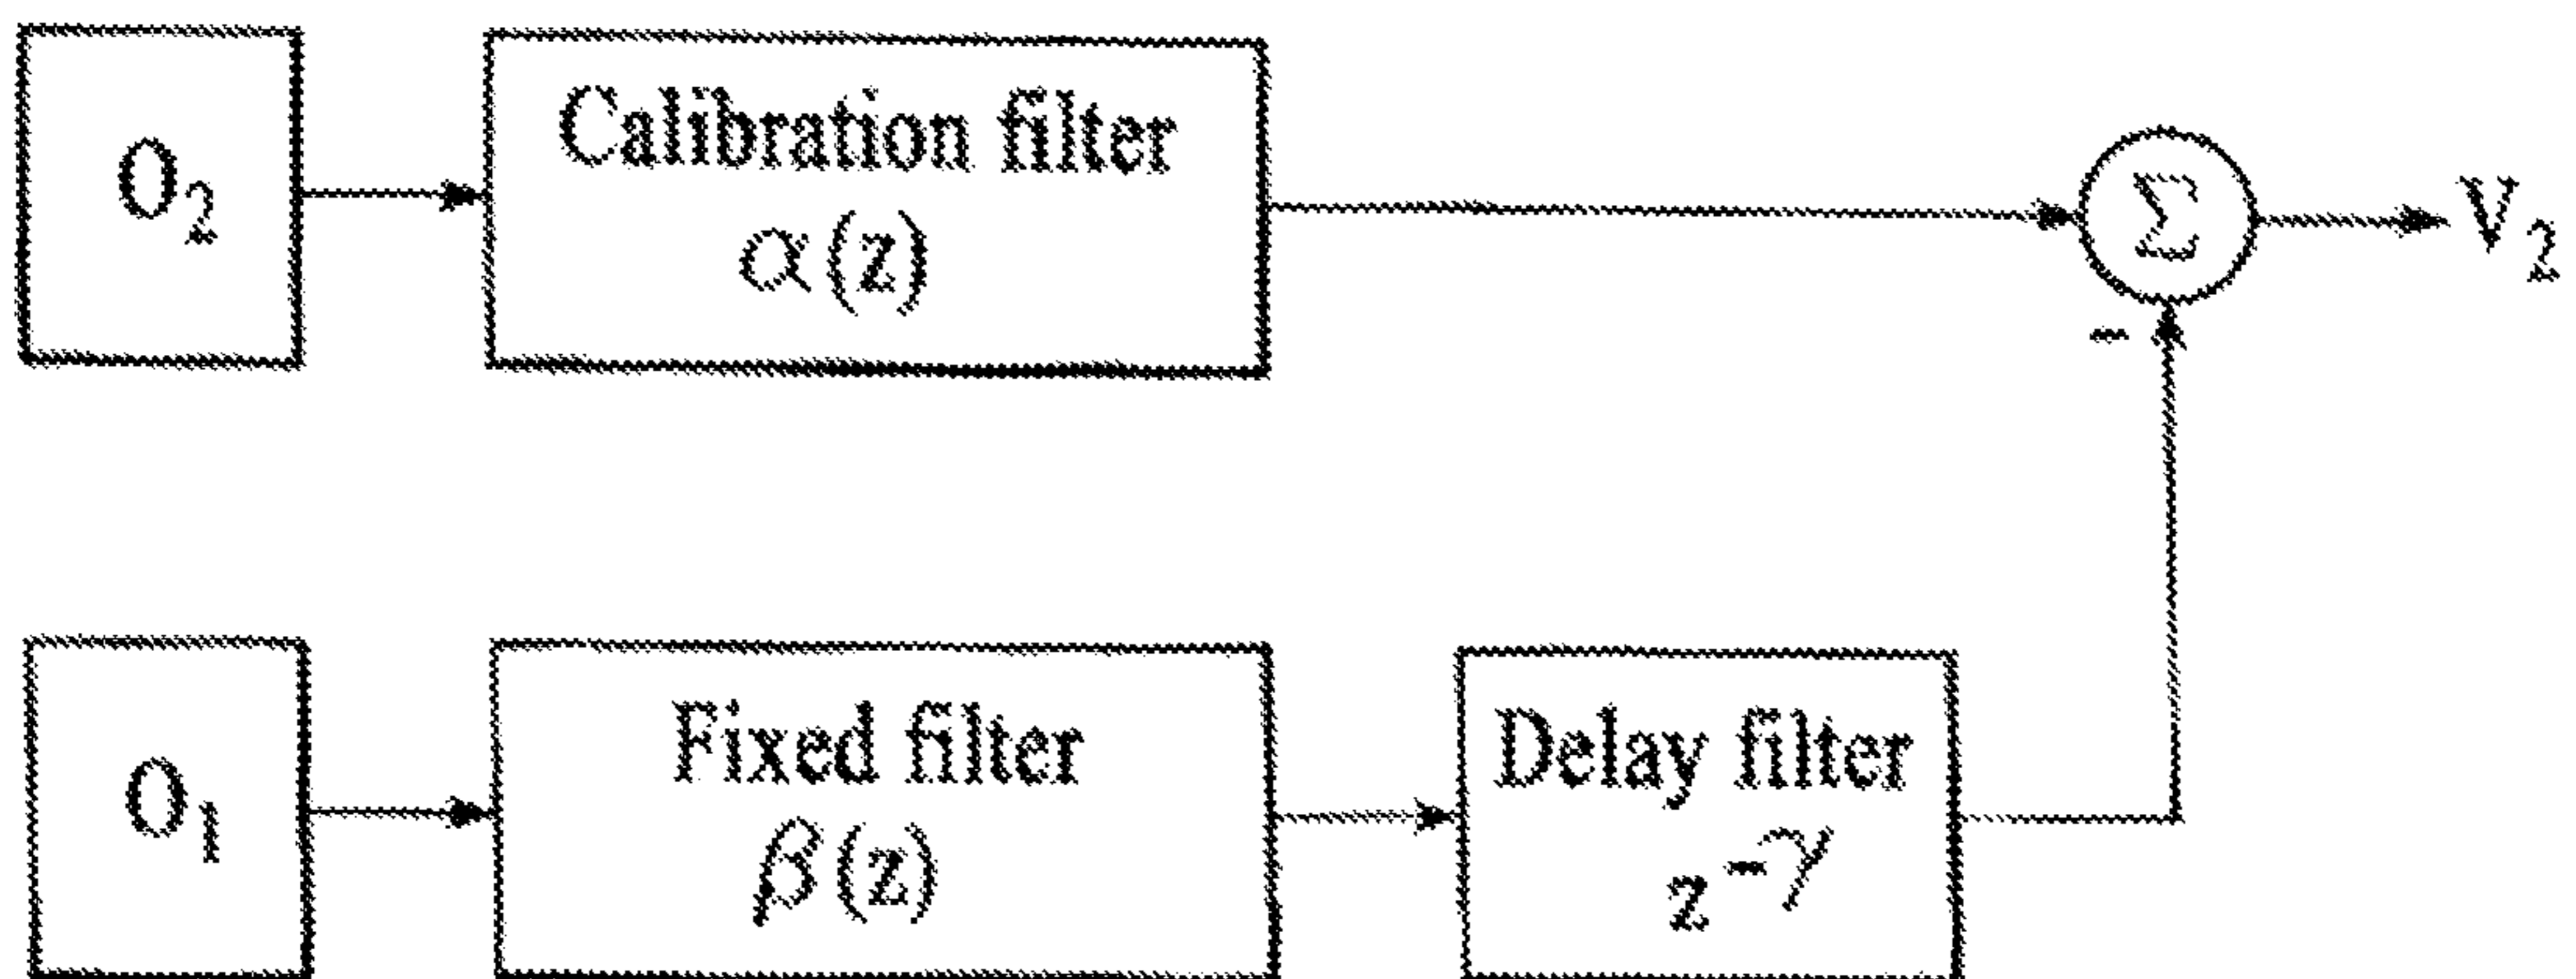 O₂
Calibration filter
α(z)
Σ
V₂
-
O₁
Fixed filter
β(z)
Delay filter
z⁻ᵞ